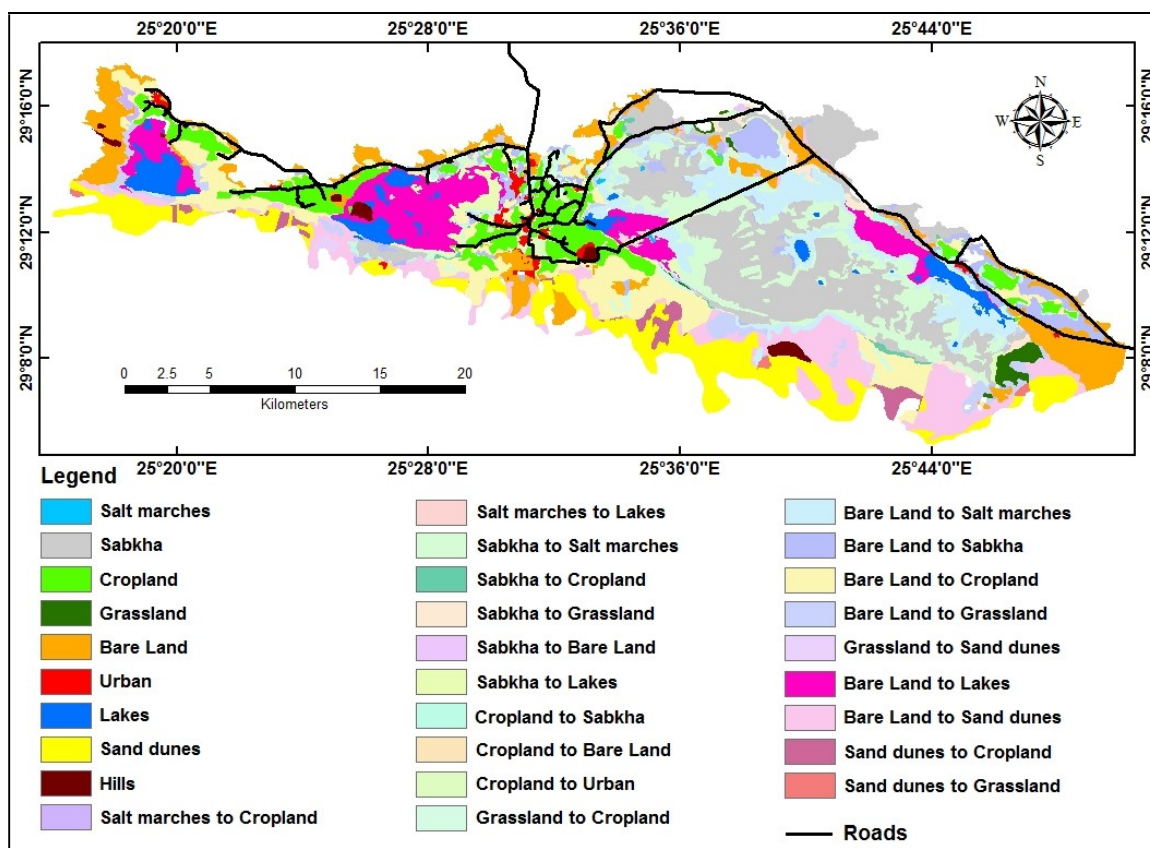 25°20'0"E 25°28'0"E 25°36'0"E 25°44'0"E
29°16'0"N 29°16'0"N
N
W E
S
29°12'0"N 29°12'0"N
29°8'0"N 29°8'0"N
0 2.5 5 10 15 20
Kilometers
25°20'0"E 25°28'0"E 25°36'0"E 25°44'0"E
Legend
Salt marches
Sabkha
Cropland
Grassland
Bare Land
Urban
Lakes
Sand dunes
Hills
Salt marches to Cropland
Salt marches to Lakes
Sabkha to Salt marches
Sabkha to Cropland
Sabkha to Grassland
Sabkha to Bare Land
Sabkha to Lakes
Cropland to Sabkha
Cropland to Bare Land
Cropland to Urban
Grassland to Cropland
Bare Land to Salt marches
Bare Land to Sabkha
Bare Land to Cropland
Bare Land to Grassland
Grassland to Sand dunes
Bare Land to Lakes
Bare Land to Sand dunes
Sand dunes to Cropland
Sand dunes to Grassland
Roads